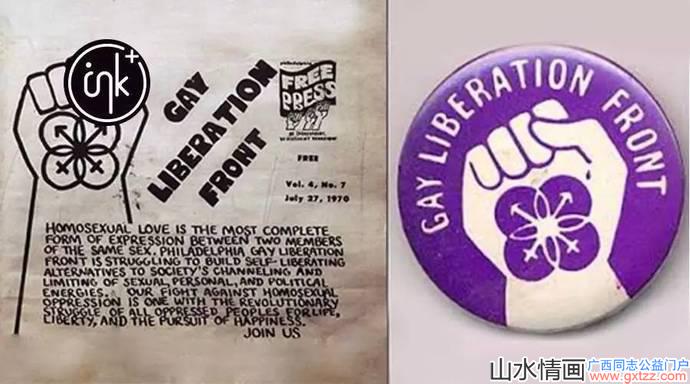 ink+
GAY
LIBERATION
FRONT
philadelphia
FREE
PRESS
FREE
Vol. 4, No. 7
July 27, 1970
HOMOSEXUAL LOVE IS THE MOST COMPLETE
FORM OF EXPRESSION BETWEEN TWO MEMBERS
OF THE SAME SEX. PHILADELPHIA GAY LIBERATION
FRONT IS STRUGGLING TO BUILD SELF-LIBERATING
ALTERNATIVES TO SOCIETY'S CHANNELING AND
LIMITING OF SEXUAL, PERSONAL, AND POLITICAL
ENERGIES. OUR FIGHT AGAINST HOMOSEXUAL
OPPRESSION IS ONE WITH THE REVOLUTIONARY
STRUGGLE OF ALL OPPRESSED PEOPLES FOR LIFE,
LIBERTY, AND THE PURSUIT OF HAPPINESS.
JOIN US
GAY LIBERATION FRONT
山水情画
广西同志公益门户
www.gxtzz.com